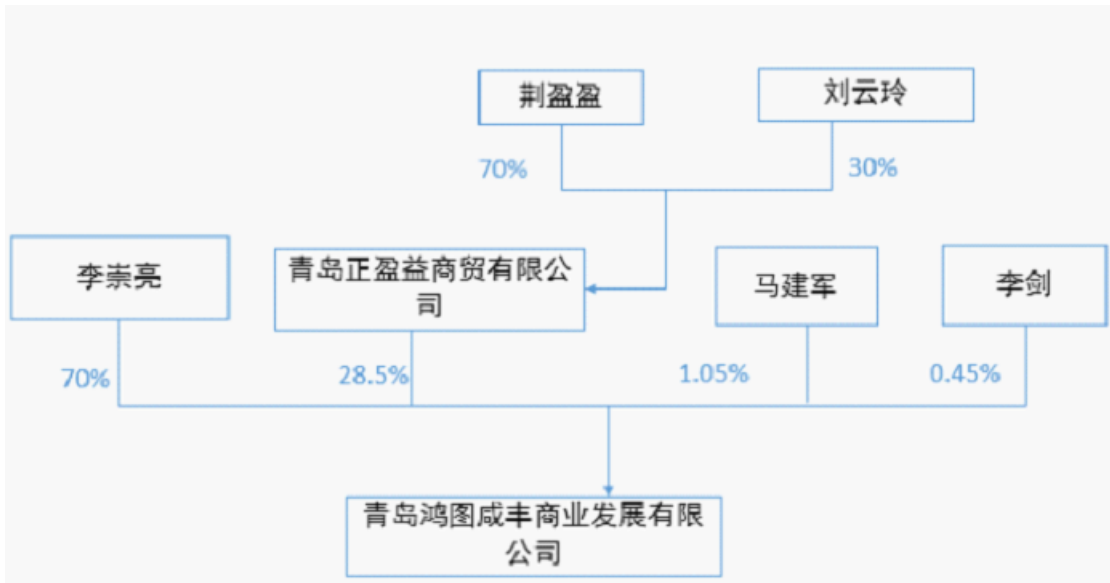 荆盈盈
刘云玲
70%
30%
李崇亮
青岛正盈益商贸有限公
司
马建军
李剑
70%
28.5%
1.05%
0.45%
青岛鸿图咸丰商业发展有限
公司